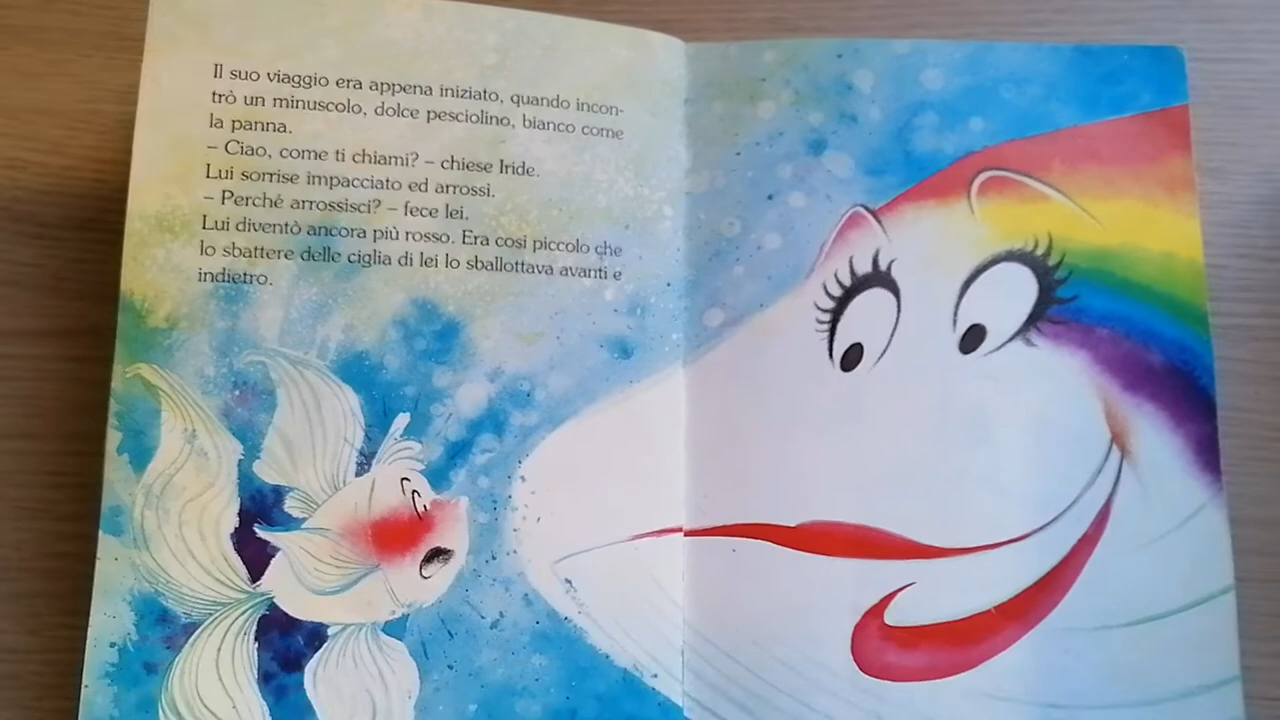 Il suo viaggio era appena iniziato, quando incon-
trò un minuscolo, dolce pesciolino, bianco come
la panna.
– Ciao, come ti chiami? – chiese Iride.
Lui sorrise impacciato ed arrossì.
– Perché arrossisci? – fece lei.
Lui diventò ancora più rosso. Era così piccolo che
lo sbattere delle ciglia di lei lo sballottava avanti e
indietro.